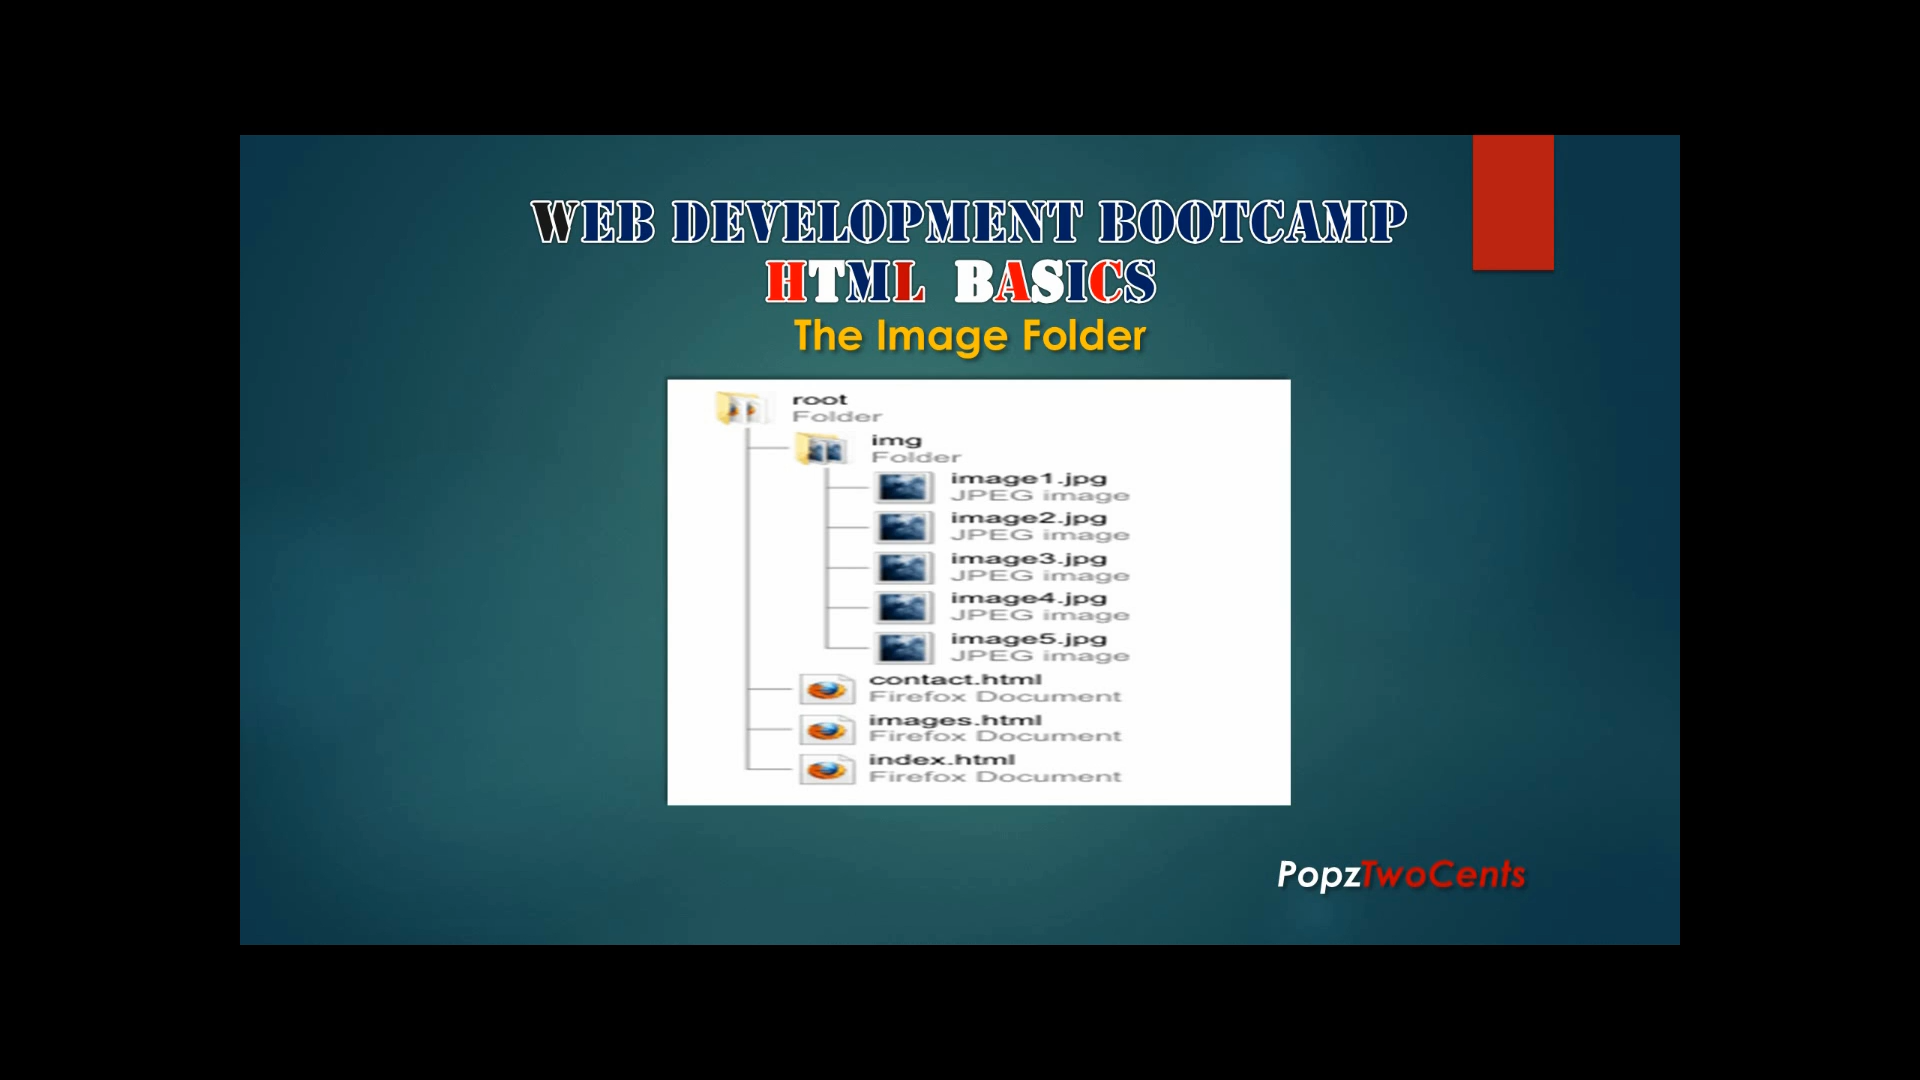 WEB DEVELOPMENT BOOTCAMP
HTML BASICS
The Image Folder
root
Folder
img
Folder
image1.jpg
JPEG image
image2.jpg
JPEG image
image3.jpg
JPEG image
image4.jpg
JPEG image
image5.jpg
JPEG image
contact.html
Firefox Document
images.html
Firefox Document
index.html
Firefox Document
PopzTwoCents